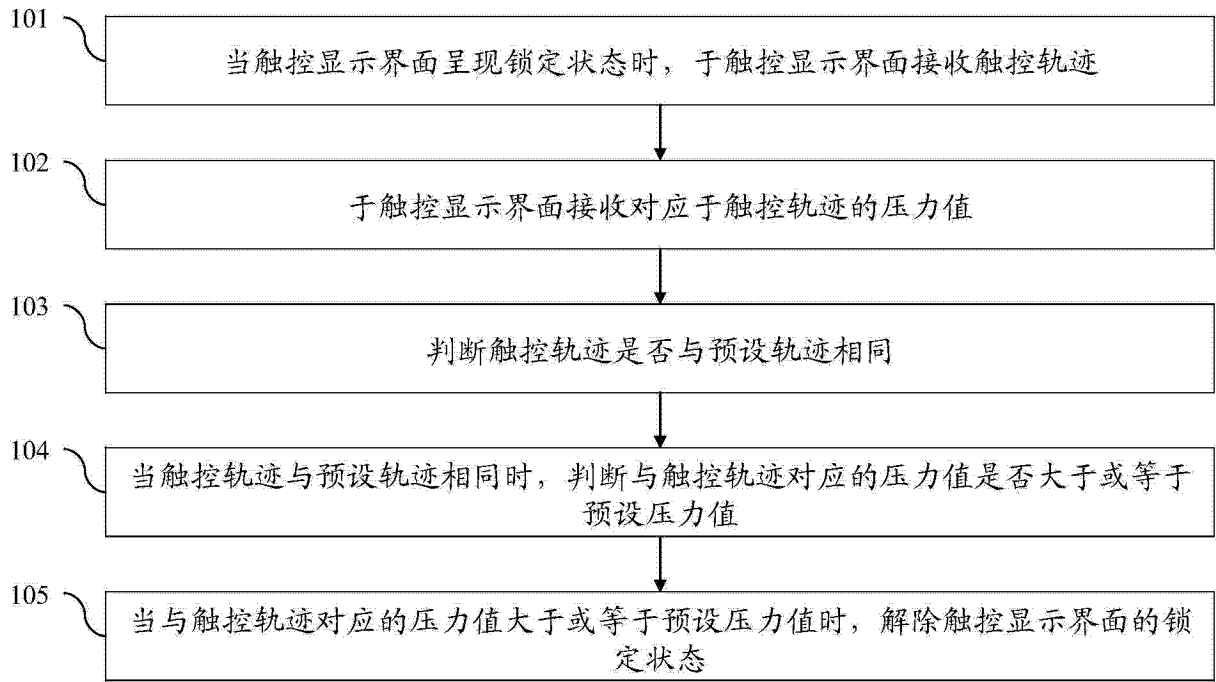 101
当触控显示界面呈现锁定状态时，于触控显示界面接收触控轨迹
102
于触控显示界面接收对应于触控轨迹的压力值
103
判断触控轨迹是否与预设轨迹相同
104
当触控轨迹与预设轨迹相同时，判断与触控轨迹对应的压力值是否大于或等于
预设压力值
105
当与触控轨迹对应的压力值大于或等于预设压力值时，解除触控显示界面的锁
定状态